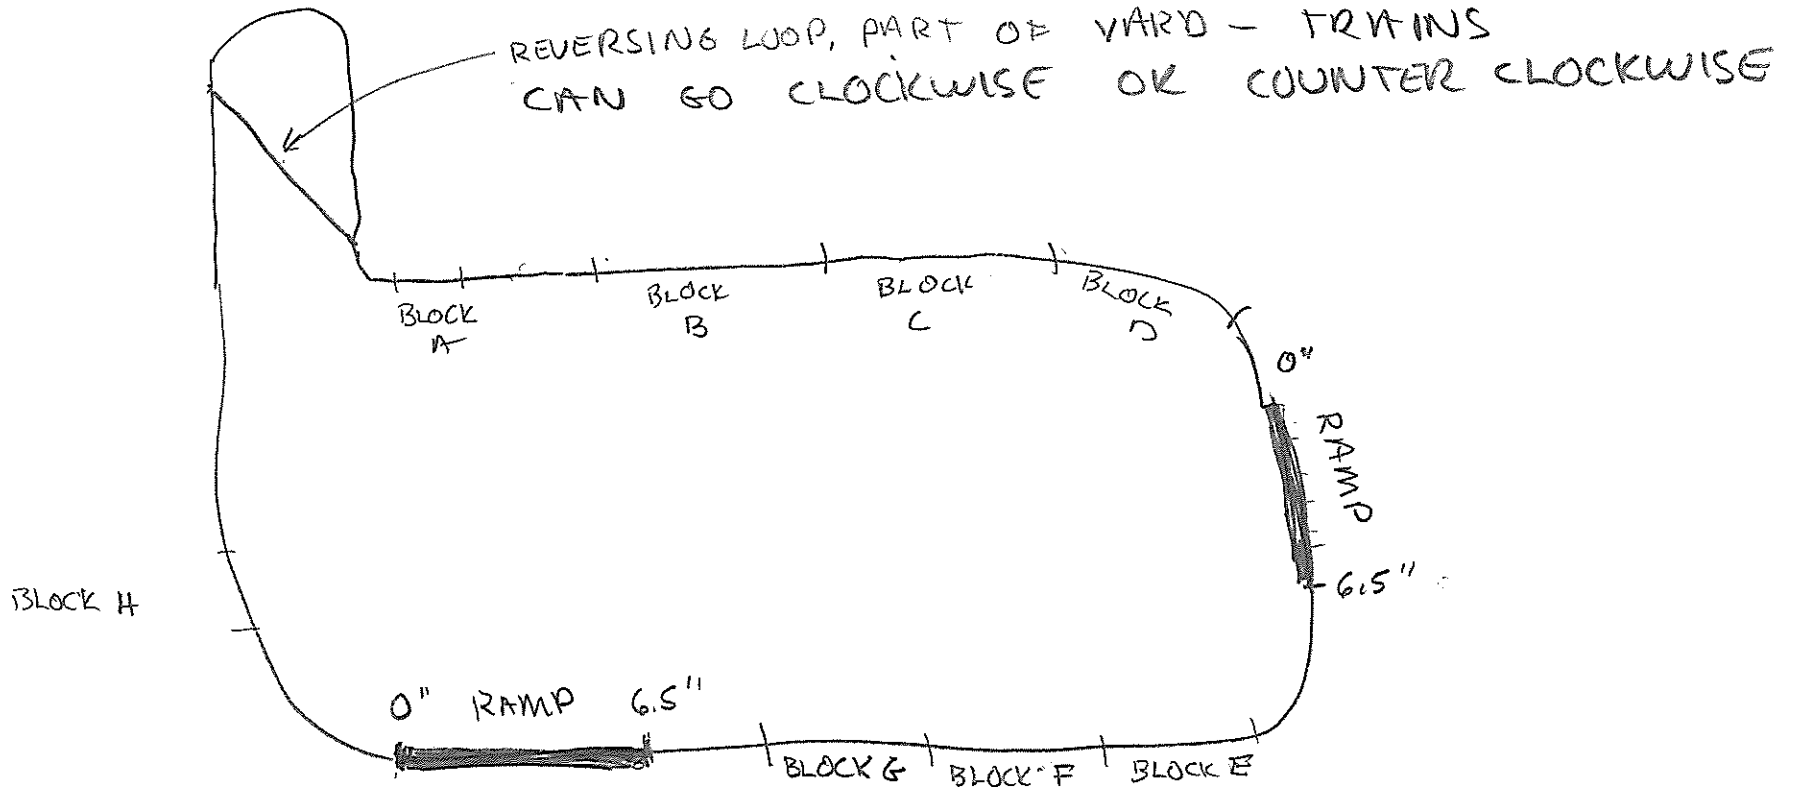 REVERSING LOOP, PART OF YARD - TRAINS
CAN GO CLOCKWISE OR COUNTER CLOCKWISE
BLOCK
A
BLOCK
B
BLOCK
C
BLOCK
D
0"
RAMP
6.5"
BLOCK H
0" RAMP 6.5"
BLOCK G
BLOCK F
BLOCK E